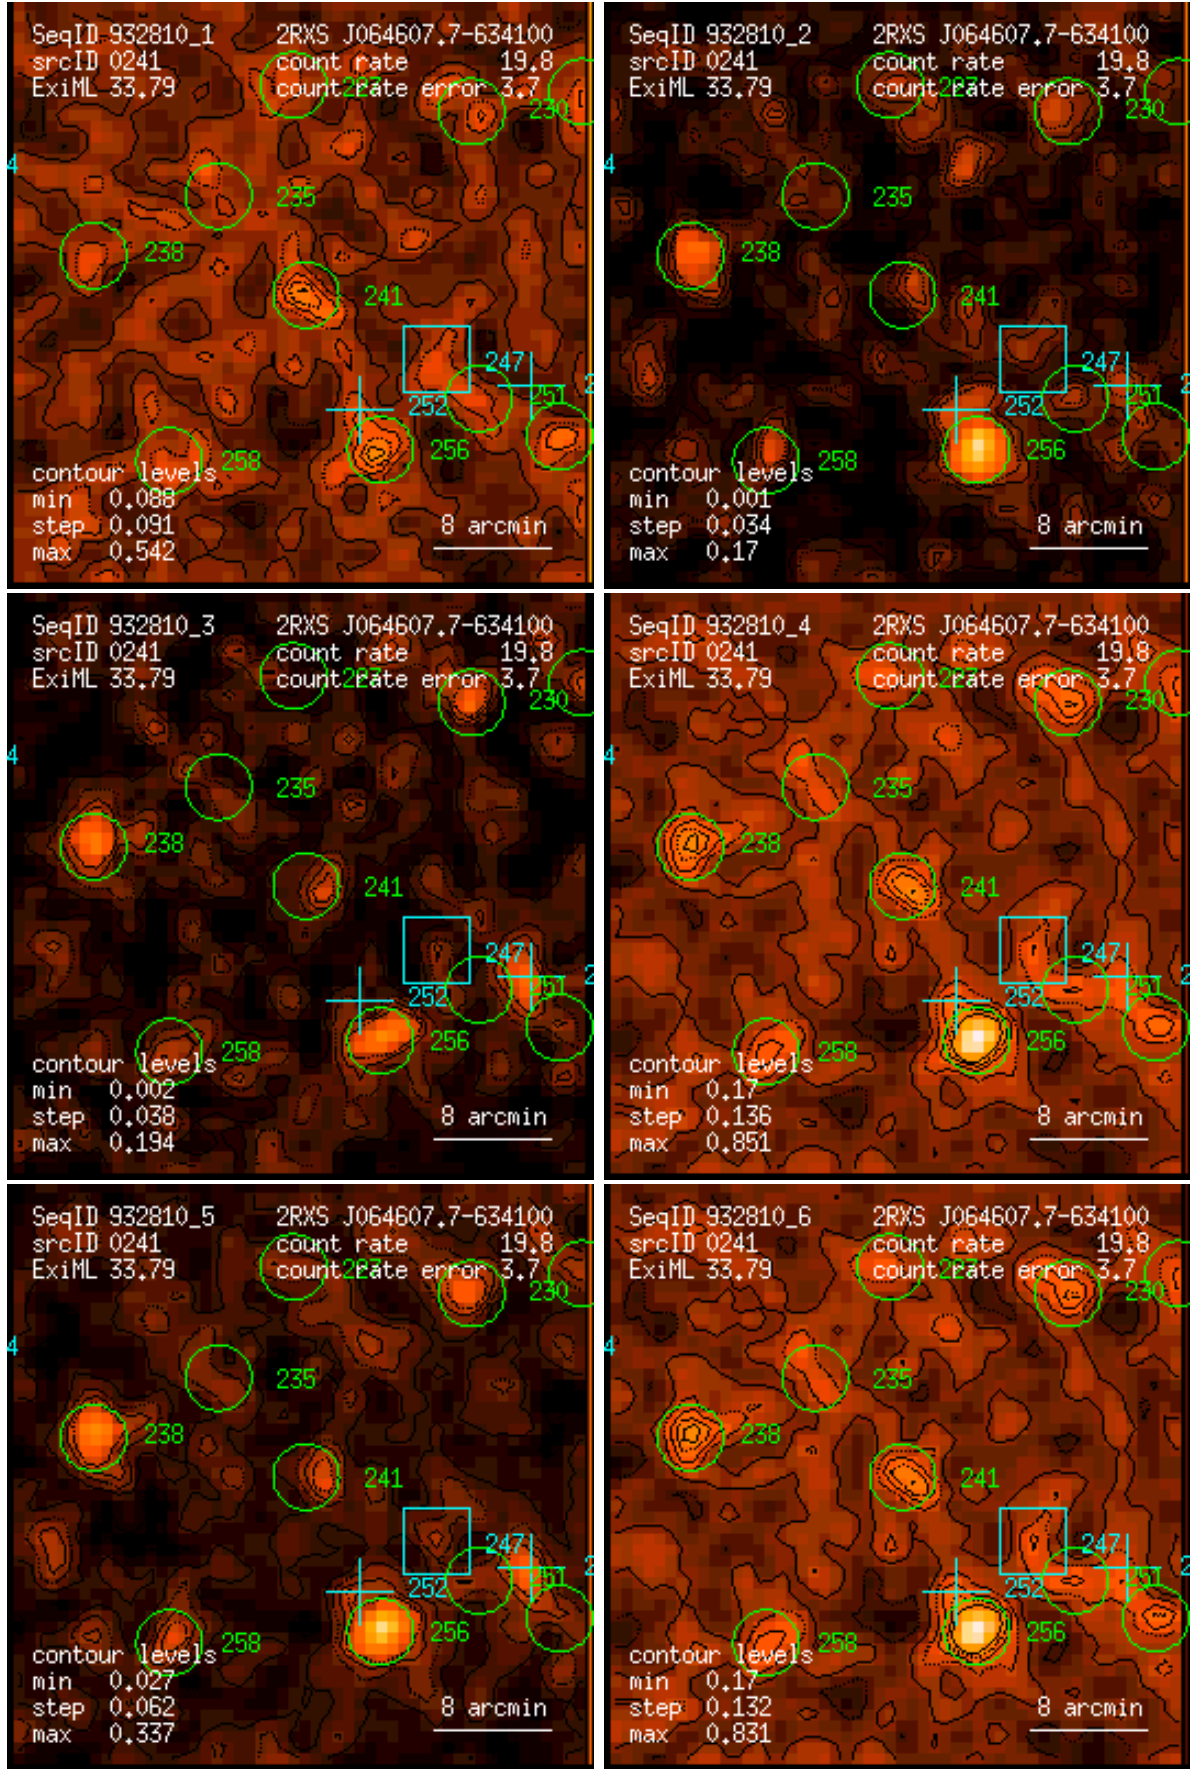 SeqID 932810_1 2RXS J064607.7-634100
srcID 0241 count rate 19.8
ExiML 33.79 count rate error 3.7
230
4
235
238
241
247
251
252
256
258
contour levels
min 0.088
step 0.091
max 0.542
8 arcmin
SeqID 932810_2 2RXS J064607.7-634100
srcID 0241 count rate 19.8
ExiML 33.79 count rate error 3.7
230
4
235
238
241
247
251
2
252
256
258
contour levels
min 0.001
step 0.034
max 0.17
8 arcmin
SeqID 932810_3 2RXS J064607.7-634100
srcID 0241 count rate 19.8
ExiML 33.79 count rate error 3.7
230
4
235
238
241
247
251
252
256
258
contour levels
min 0.002
step 0.038
max 0.194
8 arcmin
SeqID 932810_4 2RXS J064607.7-634100
srcID 0241 count rate 19.8
ExiML 33.79 count rate error 3.7
230
4
235
238
241
247
251
2
252
256
258
contour levels
min 0.17
step 0.136
max 0.851
8 arcmin
SeqID 932810_5 2RXS J064607.7-634100
srcID 0241 count rate 19.8
ExiML 33.79 count rate error 3.7
230
4
235
238
241
247
251
252
256
258
contour levels
min 0.027
step 0.062
max 0.337
8 arcmin
SeqID 932810_6 2RXS J064607.7-634100
srcID 0241 count rate 19.8
ExiML 33.79 count rate error 3.7
230
4
235
238
241
247
251
2
252
256
258
contour levels
min 0.17
step 0.132
max 0.831
8 arcmin